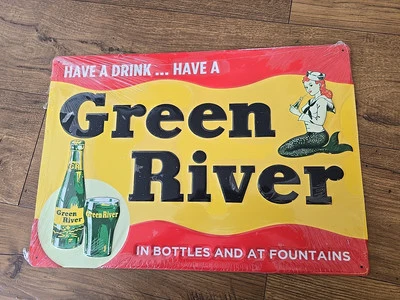 HAVE A DRINK ... HAVE A
Green
River
Green
River
Green River
IN BOTTLES AND AT FOUNTAINS